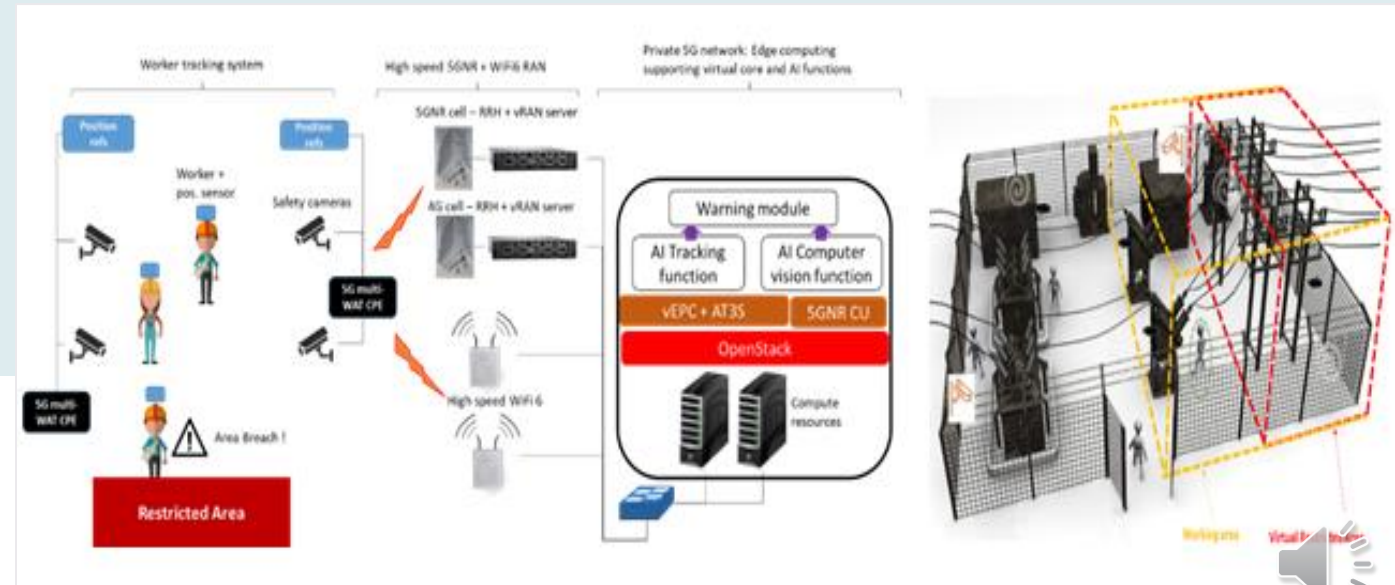 Worker tracking system
High speed 5GNR + WiFi6 RAN
Private 5G network: Edge computing
supporting virtual core and AI functions
Position
refs
Position
refs
Worker +
pos. sensor
Safety cameras
5G multi-
WAT CPE
5G multi-
WAT CPE
Area Breach !
Restricted Area
5GNR cell – RRH + vRAN server
4G cell – RRH + vRAN server
High speed WiFi 6
Warning module
AI Tracking
function
AI Computer
vision function
vEPC + AT3S
5GNR CU
OpenStack
Compute
resources
Working area
Virtual